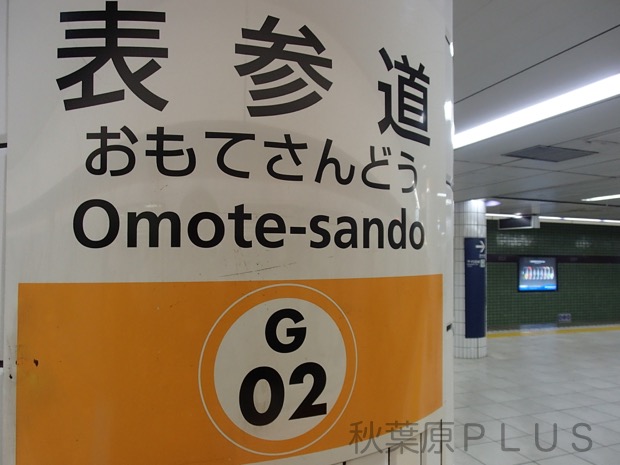 表参道
おもてさんどう
Omote-sando
G
02
秋葉原PLUS